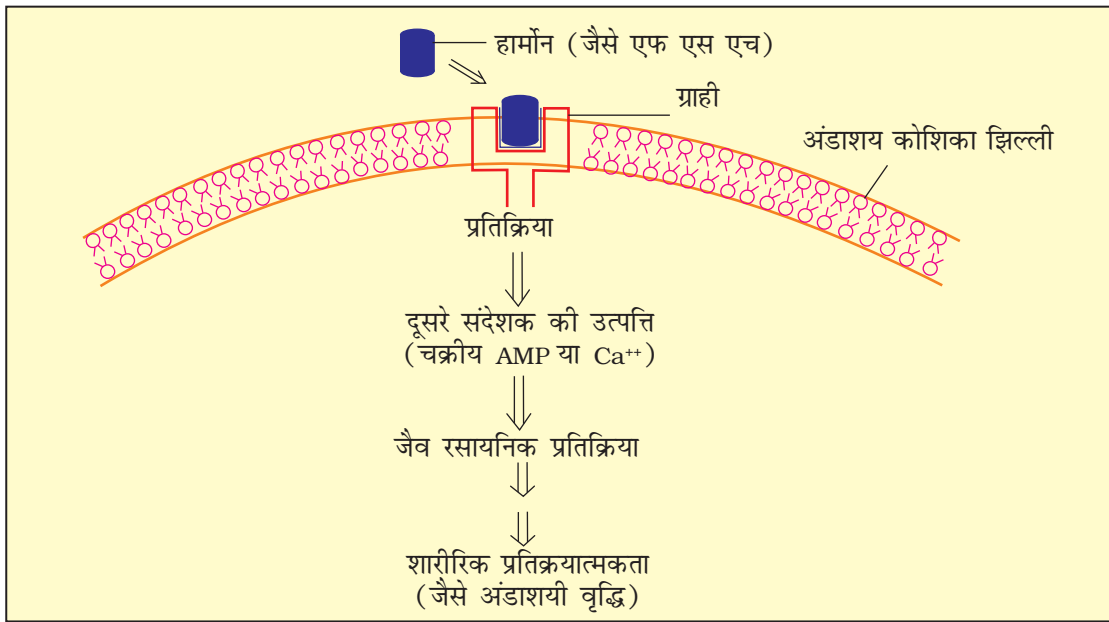 हार्मोन (जैसे एफ एस एच)
ग्राही
अंडाशय कोशिका झिल्ली
प्रतिक्रिया
दूसरे संदेशक की उत्पत्ति
(चक्रीय AMP या Ca⁺⁺)
जैव रसायनिक प्रतिक्रिया
शारीरिक प्रतिक्रयात्मकता
(जैसे अंडाशयी वृद्धि)